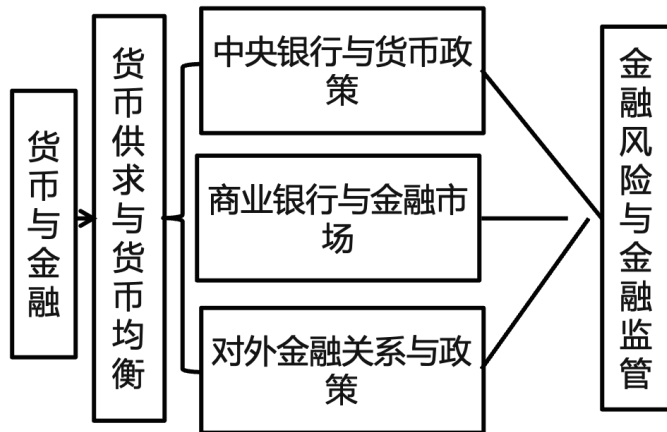 货币与金融
货币供求与货币均衡
中央银行与货币政
策
商业银行与金融市
场
对外金融关系与政
策
金融风险与金融监管